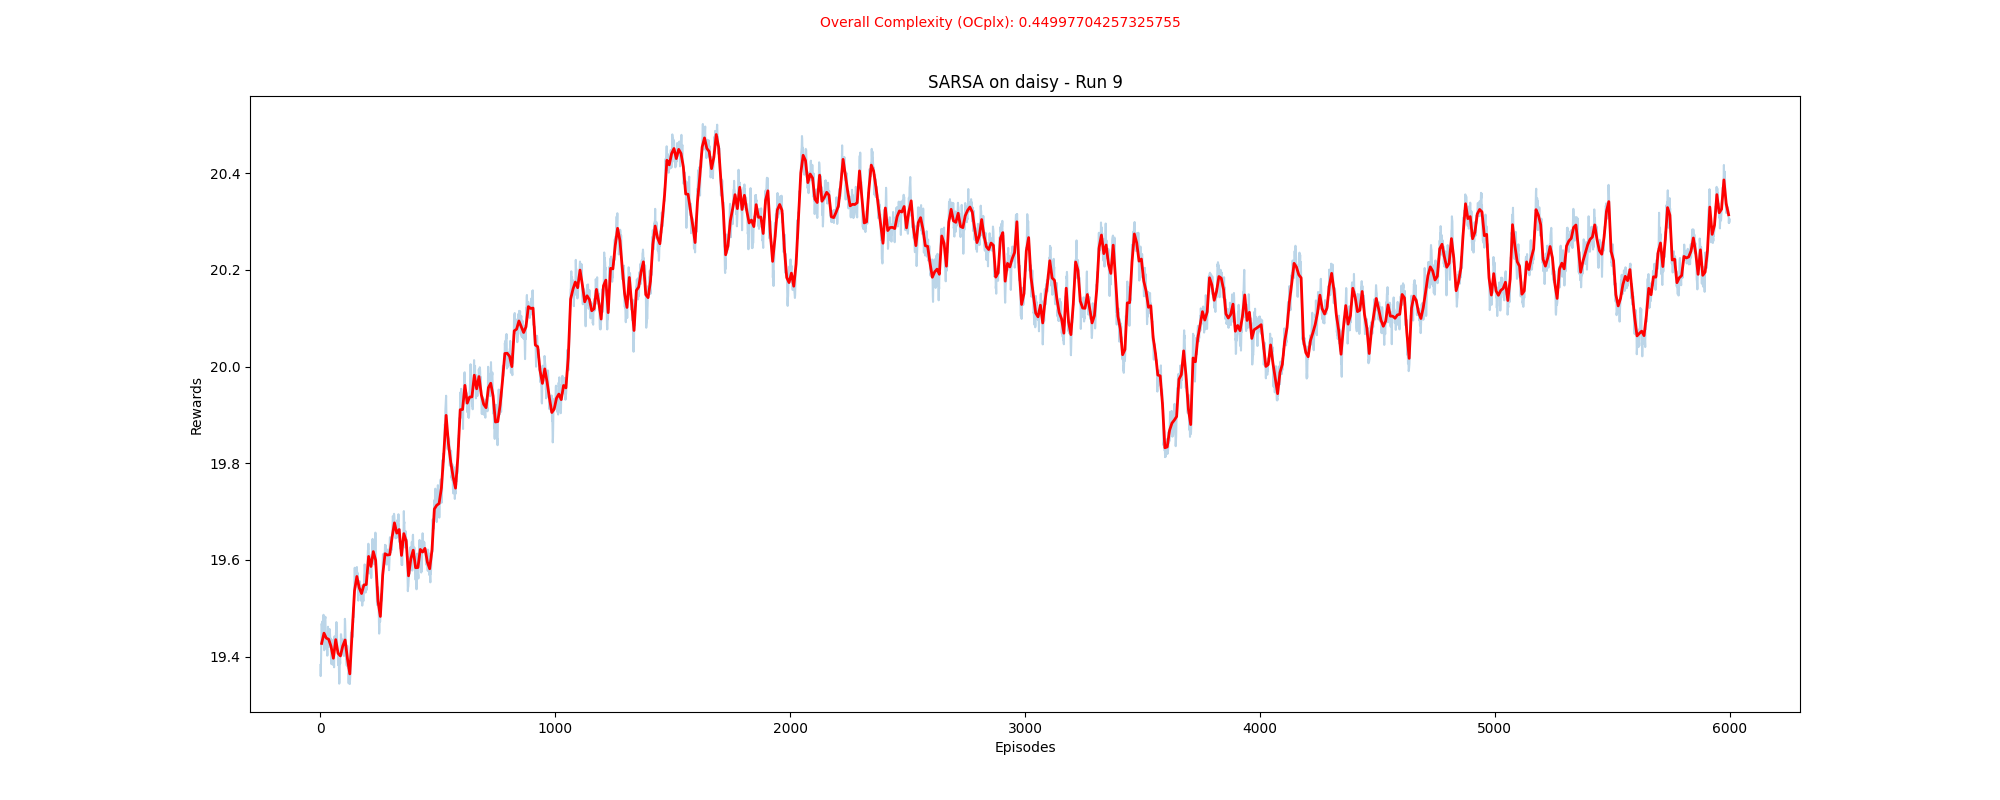 Overall Complexity (OCplx): 0.44997704257325755
SARSA on daisy - Run 9
Rewards
20.4
20.2
20.0
19.8
19.6
19.4
0 1000 2000 3000 4000 5000 6000
Episodes